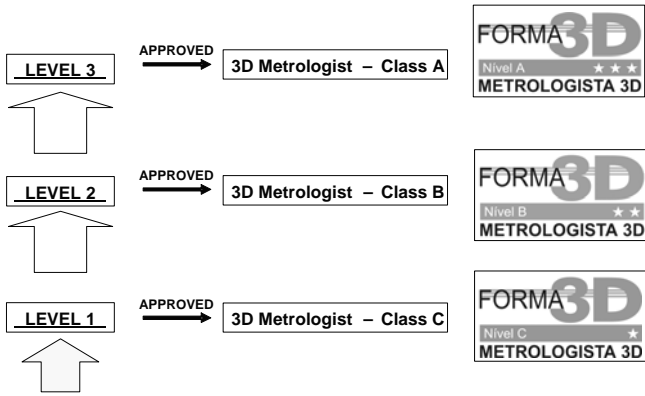 LEVEL 3
APPROVED
3D Metrologist – Class A
FORMA3D
Nível A ★ ★ ★
METROLOGISTA 3D
LEVEL 2
APPROVED
3D Metrologist – Class B
FORMA3D
Nível B ★ ★
METROLOGISTA 3D
LEVEL 1
APPROVED
3D Metrologist – Class C
FORMA3D
Nível C ★
METROLOGISTA 3D